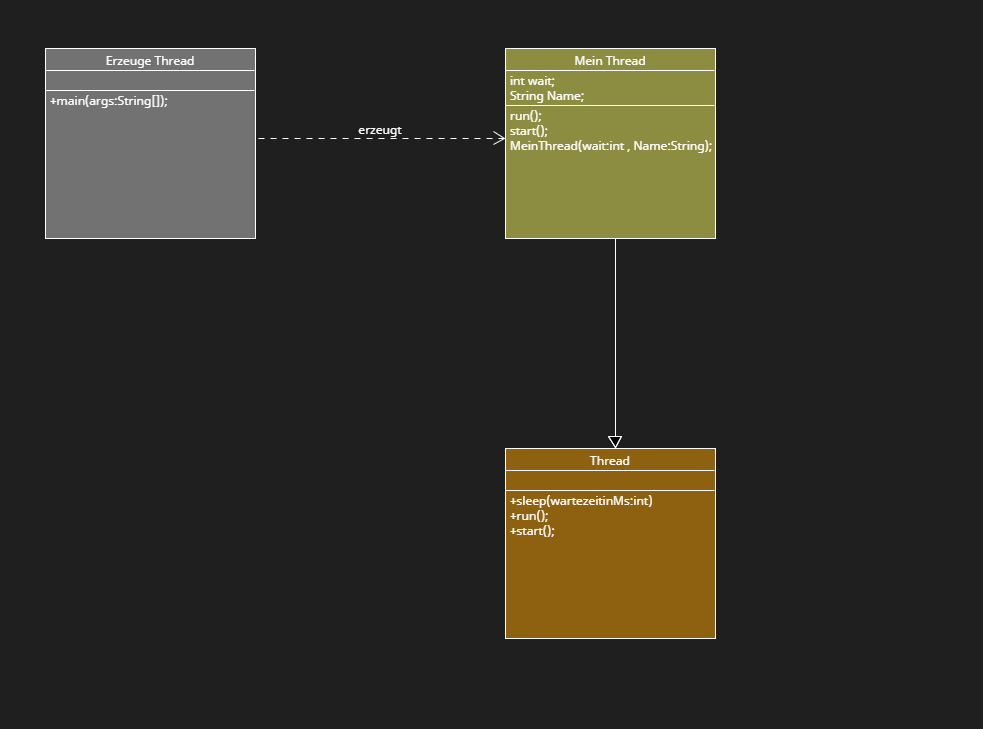 Erzeuge Thread
+main(args:String[]);
erzeugt
Mein Thread
int wait;
String Name;
run();
start();
MeinThread(wait:int , Name:String);
Thread
+sleep(wartezeitinMs:int)
+run();
+start();